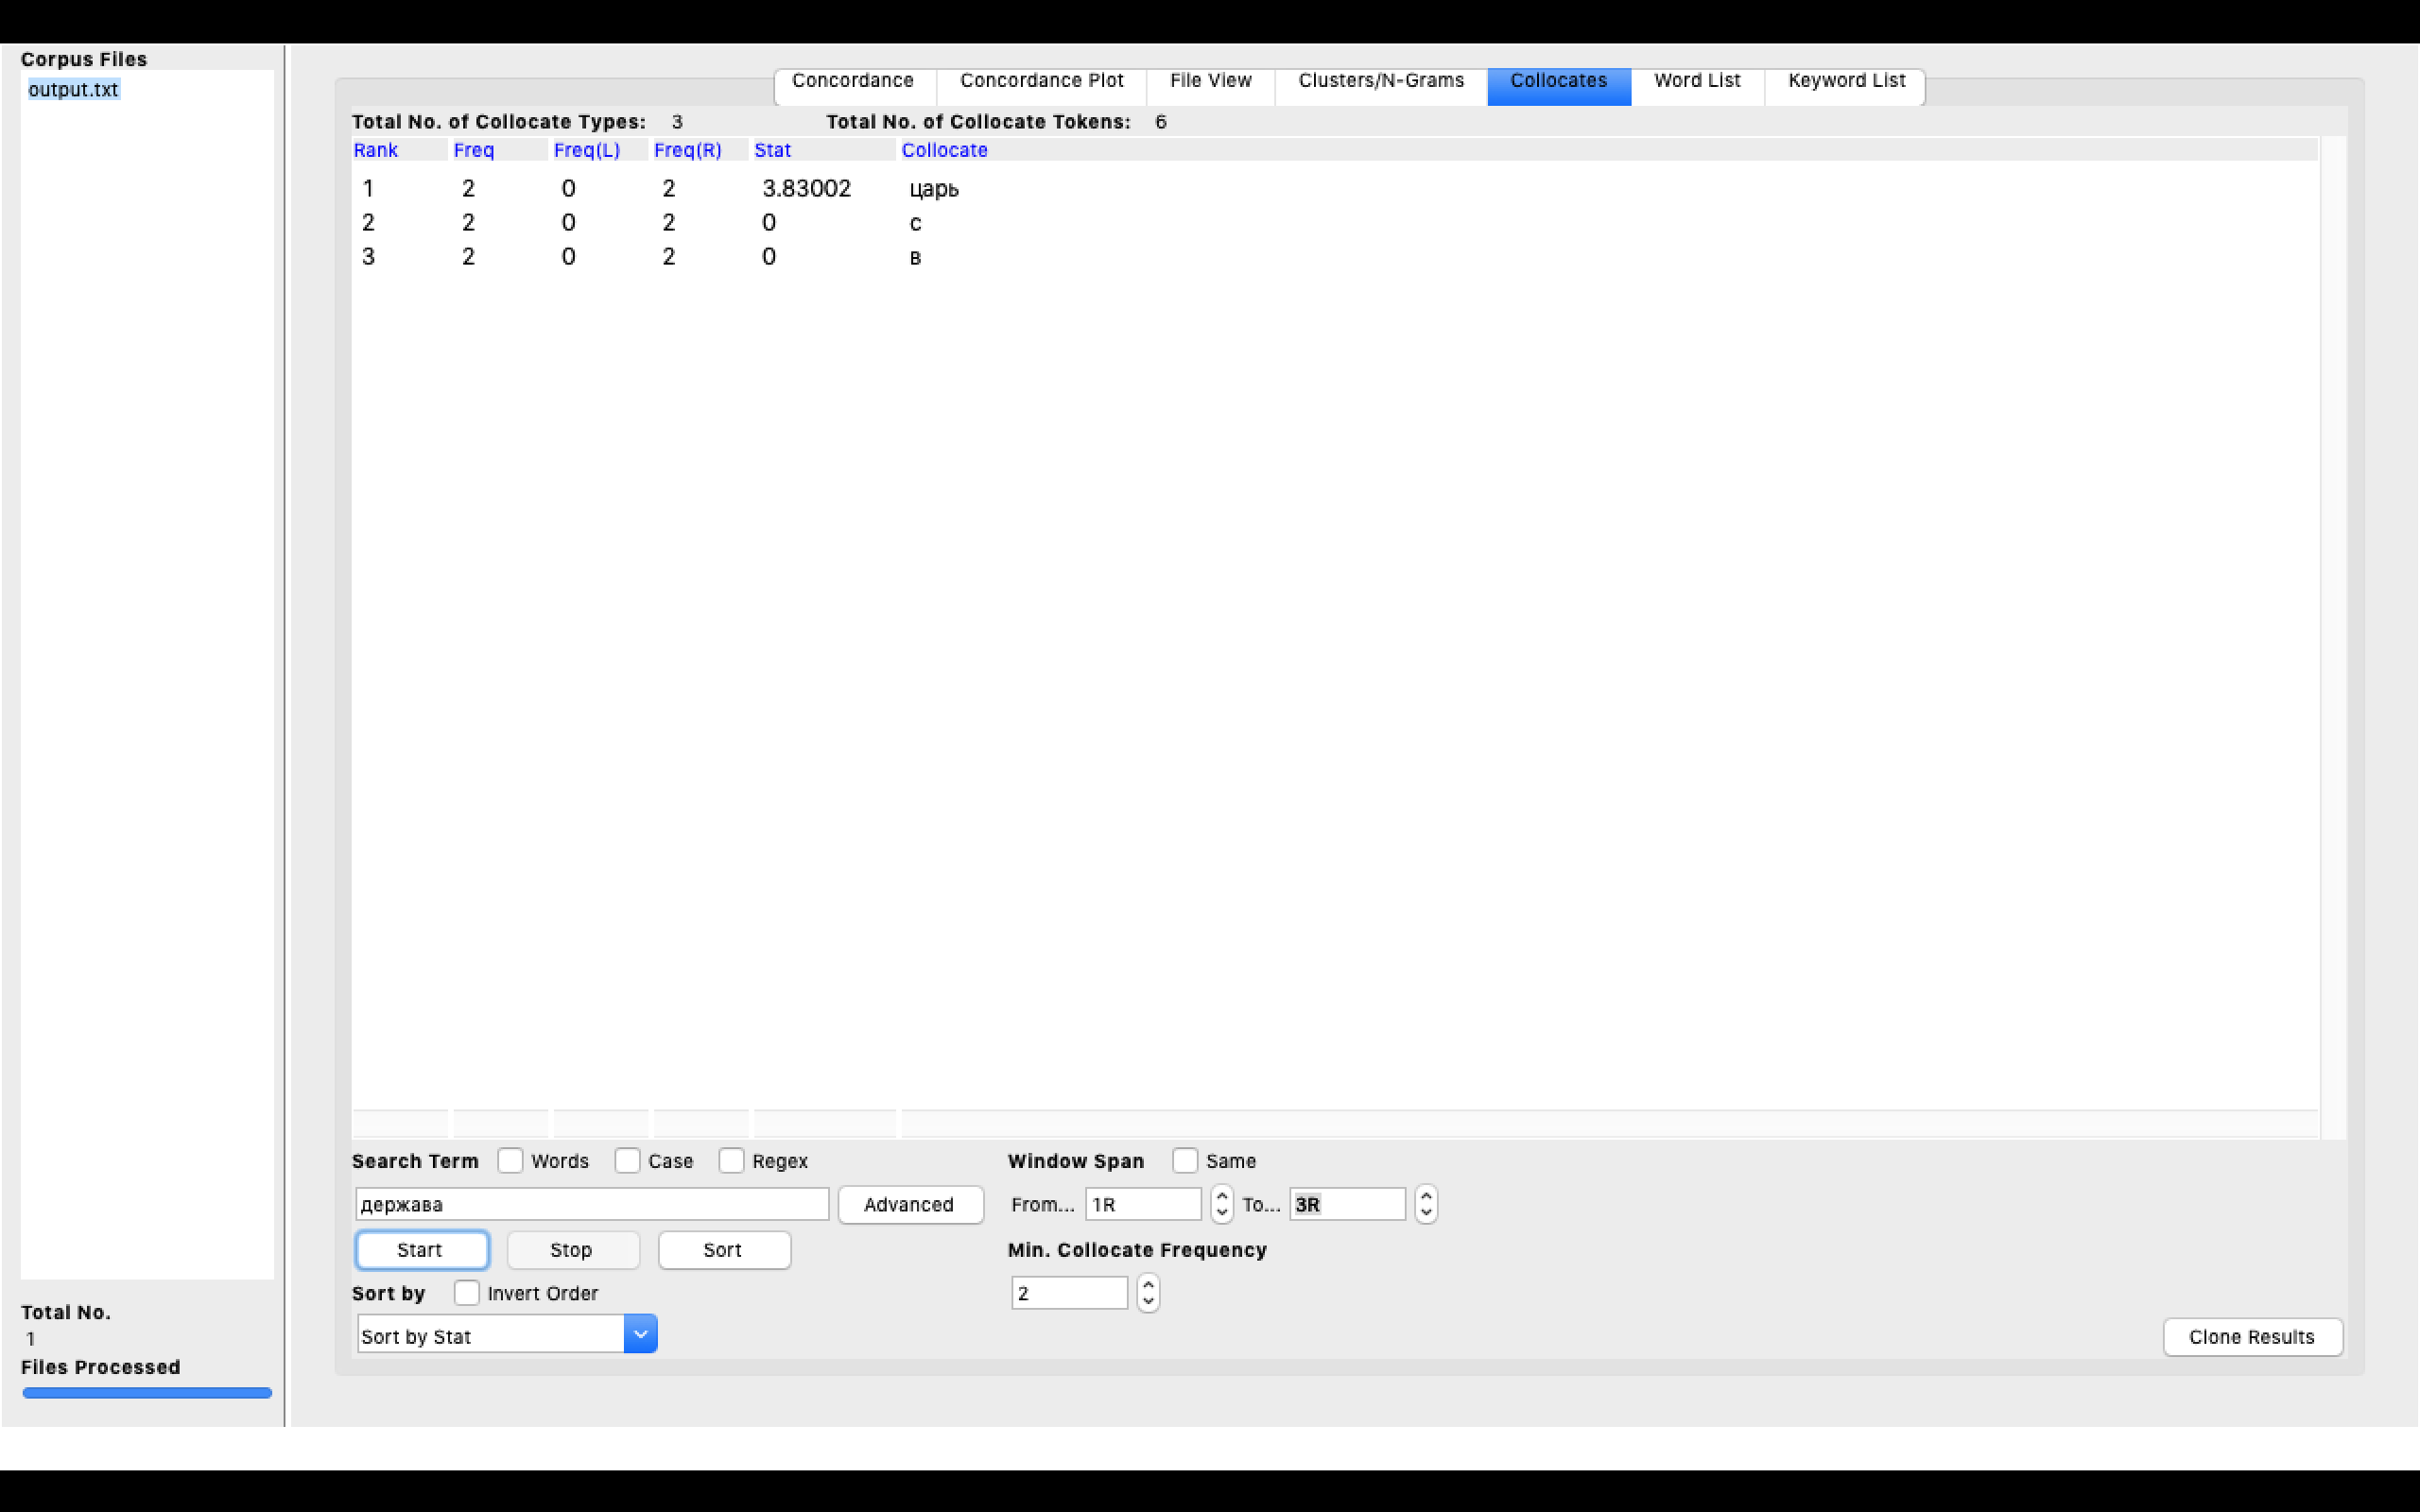 Corpus Files
output.txt
Concordance Concordance Plot File View Clusters/N-Grams Collocates Word List Keyword List
Total No. of Collocate Types: 3 Total No. of Collocate Tokens: 6
Rank Freq Freq(L) Freq(R) Stat Collocate
1 2 0 2 3.83002 царь
2 2 0 2 0 с
3 2 0 2 0 в
Search Term Words Case Regex Window Span Same
держава Advanced From... 1R To... 3R
Start Stop Sort Min. Collocate Frequency
Sort by Invert Order 2
Sort by Stat Clone Results
Total No.
1
Files Processed